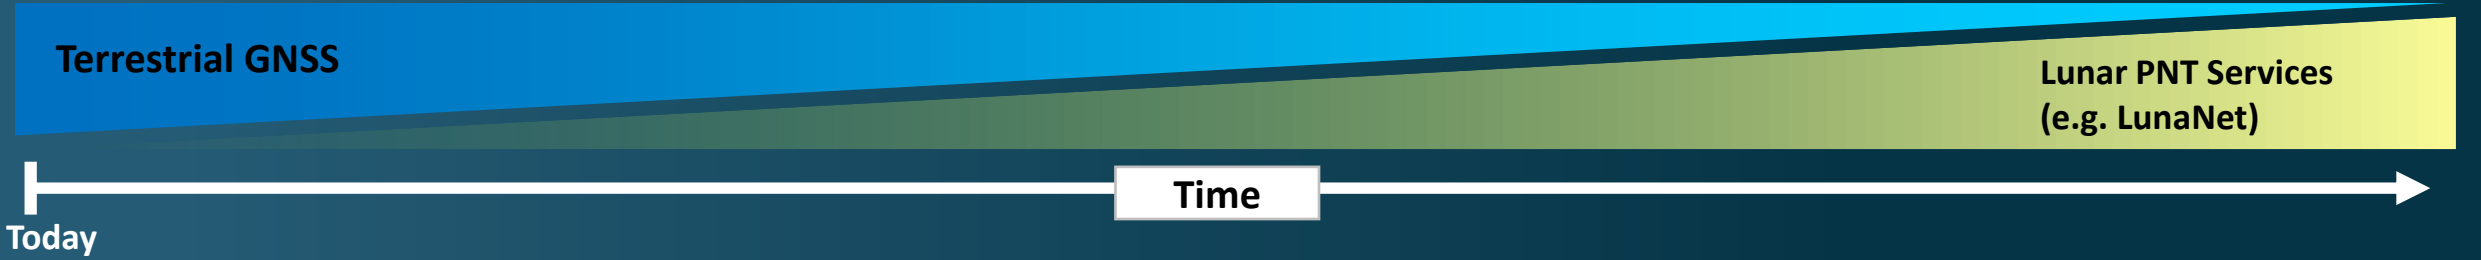 Terrestrial GNSS
Lunar PNT Services
(e.g. LunaNet)
Time
Today